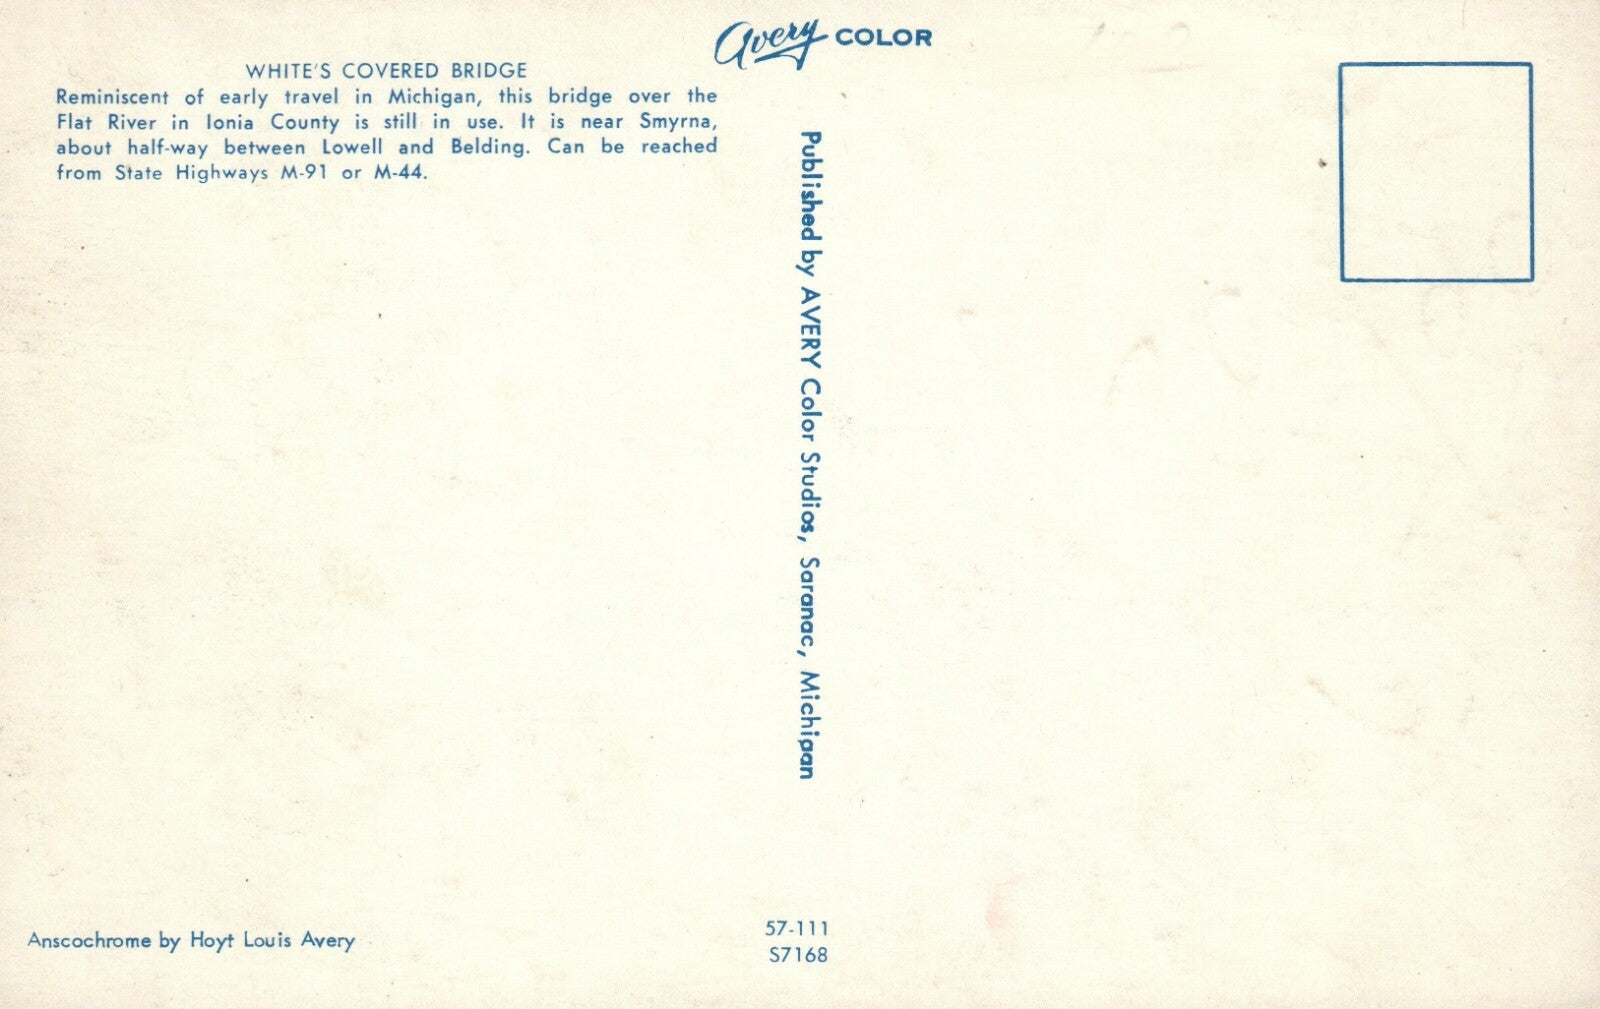 Avery COLOR
WHITE'S COVERED BRIDGE
Reminiscent of early travel in Michigan, this bridge over the
Flat River in Ionia County is still in use. It is near Smyrna,
about half-way between Lowell and Belding. Can be reached
from State Highways M-91 or M-44.
Published by AVERY Color Studios, Saranac, Michigan
Anscochrome by Hoyt Louis Avery
57-111
S7168